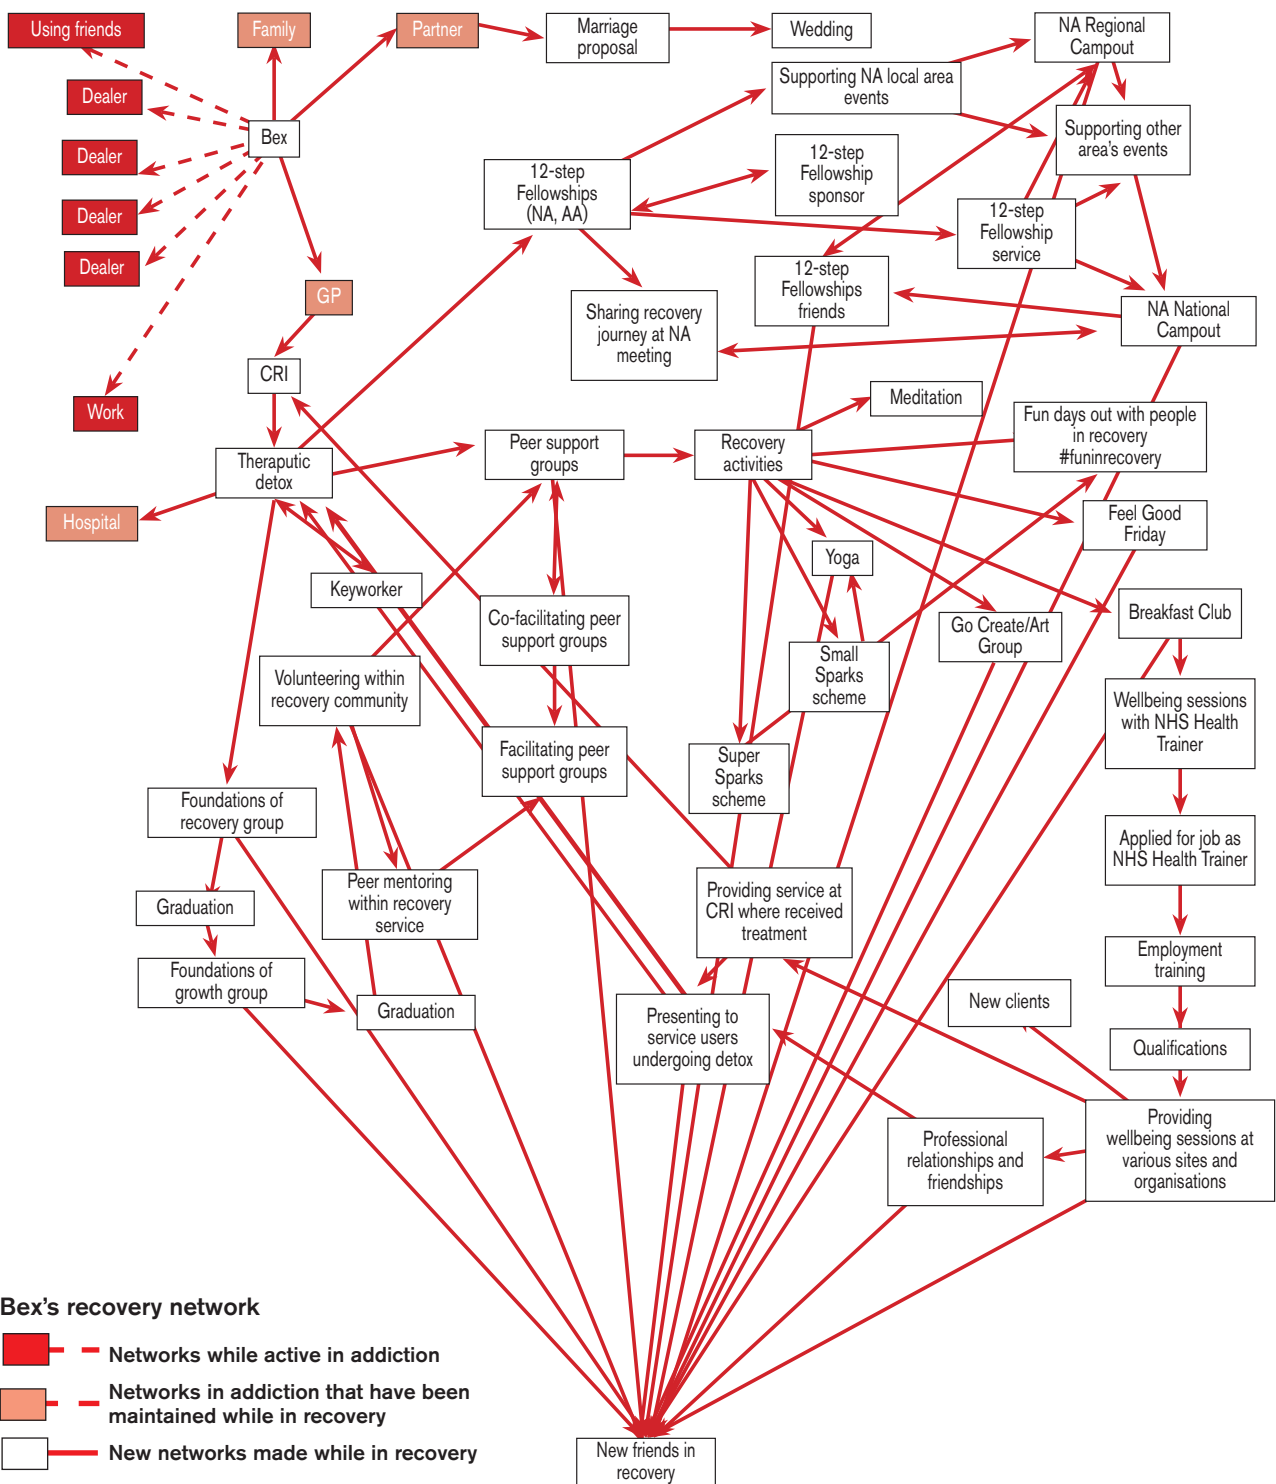 Using friends
Family
Partner
Marriage
proposal
Wedding
NA Regional
Campout
Dealer
Bex
Supporting NA local area
events
Supporting other
area's events
Dealer
12-step
Fellowships
(NA, AA)
12-step
Fellowship
sponsor
Dealer
12-step
Fellowship
service
Dealer
GP
12-step
Fellowships
friends
Sharing recovery
journey at NA
meeting
NA National
Campout
CRI
Work
Meditation
Theraputic
detox
Peer support
groups
Recovery
activities
Fun days out with people
in recovery
#funinrecovery
Hospital
Feel Good
Friday
Keyworker
Yoga
Co-facilitating peer
support groups
Go Create/Art
Group
Breakfast Club
Volunteering within
recovery community
Small
Sparks
scheme
Wellbeing sessions
with NHS Health
Trainer
Facilitating peer
support groups
Super
Sparks
scheme
Foundations of
recovery group
Applied for job as
NHS Health Trainer
Graduation
Peer mentoring
within recovery
service
Providing service at
CRI where received
treatment
Employment
training
Foundations of
growth group
Graduation
New clients
Presenting to
service users
undergoing detox
Qualifications
Professional
relationships and
friendships
Providing
wellbeing sessions at
various sites and
organisations
Bex's recovery network
Networks while active in addiction
Networks in addiction that have been
maintained while in recovery
New networks made while in recovery
New friends in
recovery